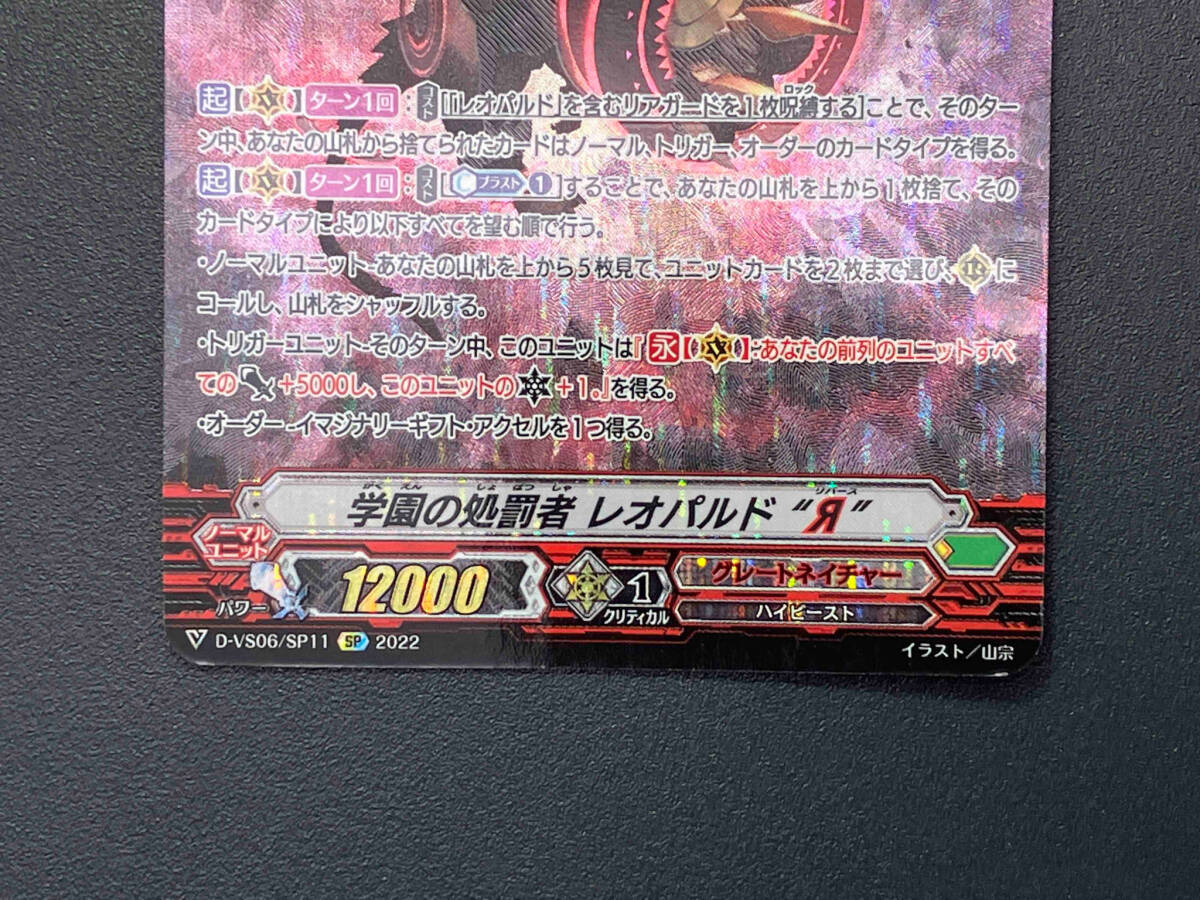 起【V】ターン1回:コスト[「レオパルド」を含むリアガードを1枚呪縛する]ことで、そのター
ロック
ン中、あなたの山札から捨てられたカードはノーマル、トリガー、オーダーのカードタイプを得る。
起【V】ターン1回:コスト[ブラスト1]することで、あなたの山札を上から1枚捨て、その
カードタイプにより以下すべてを望む順で行う。
・ノーマルユニット-あなたの山札を上から5枚見て、ユニットカードを2枚まで選び、Rに
コールし、山札をシャッフルする。
・トリガーユニット-そのターン中、このユニットは『永【V】:あなたの前列のユニットすべ
ての+5000し、このユニットの+1。』を得る。
・オーダー-イマジナリーギフト・アクセルを1つ得る。
がくえん しょばつしゃ リバース
学園の処罰者 レオパルド “Я”
ノーマル
ユニット
パワー 12000 1 クリティカル
グレートネイチャー
ハイビースト
D-VS06/SP11 SP 2022 イラスト/山宗